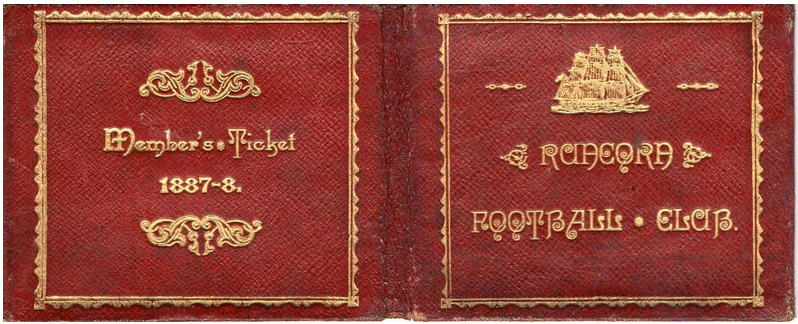 Member's • Ticket
1887-8.
RUNCORN
FOOTBALL • CLUB.